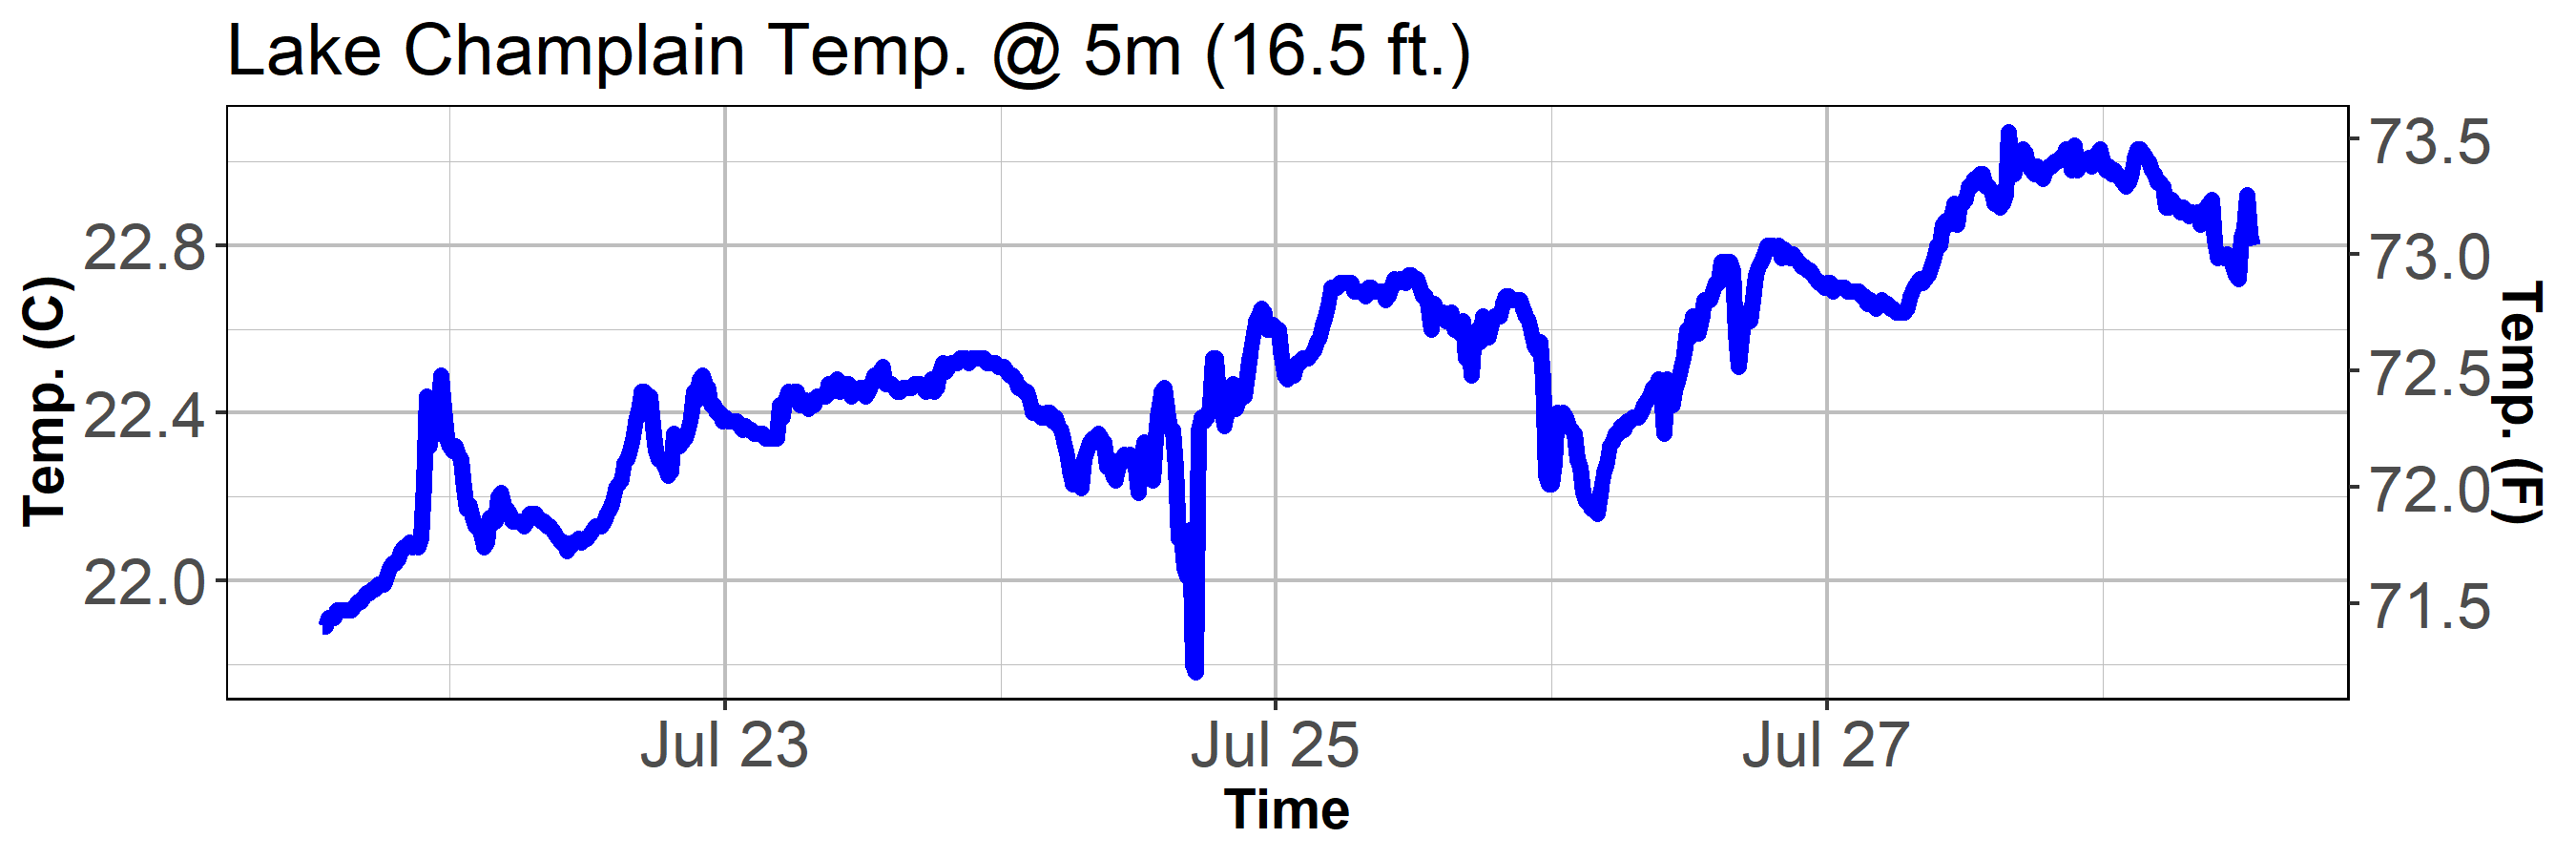 Lake Champlain Temp. @ 5m (16.5 ft.)
Temp. (C)
22.8
22.4
22.0
73.5
73.0
72.5
72.0
71.5
Temp. (F)
Jul 23
Jul 25
Jul 27
Time